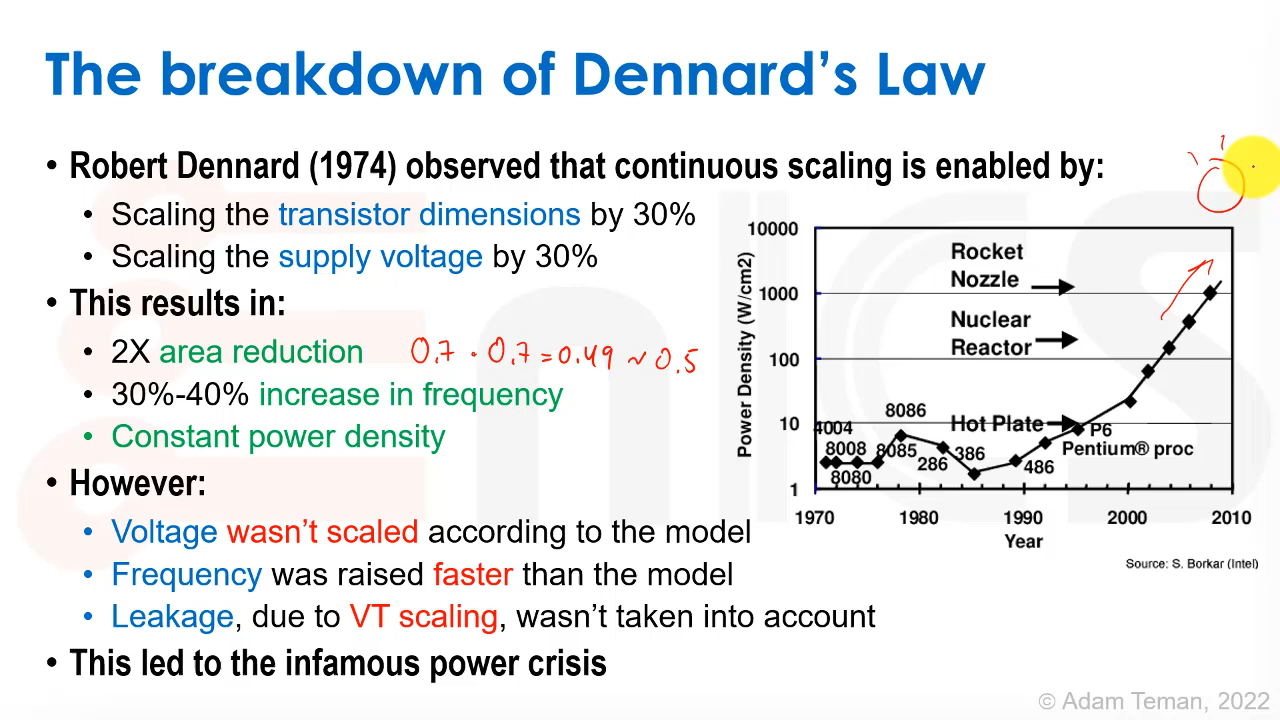 The breakdown of Dennard's Law
• Robert Dennard (1974) observed that continuous scaling is enabled by:
• Scaling the transistor dimensions by 30%
• Scaling the supply voltage by 30%
• This results in:
• 2X area reduction 0.7 · 0.7 = 0.49 ~ 0.5
• 30%-40% increase in frequency
• Constant power density
• However:
• Voltage wasn't scaled according to the model
• Frequency was raised faster than the model
• Leakage, due to VT scaling, wasn't taken into account
• This led to the infamous power crisis
Power Density (W/cm2)
10000
1000
100
10
1
Rocket
Nozzle
Nuclear
Reactor
Hot Plate
4004
8008
8080
8085
8086
286
386
486
P6
Pentium® proc
1970
1980
1990
2000
2010
Year
Source: S. Borkar (Intel)
© Adam Teman, 2022